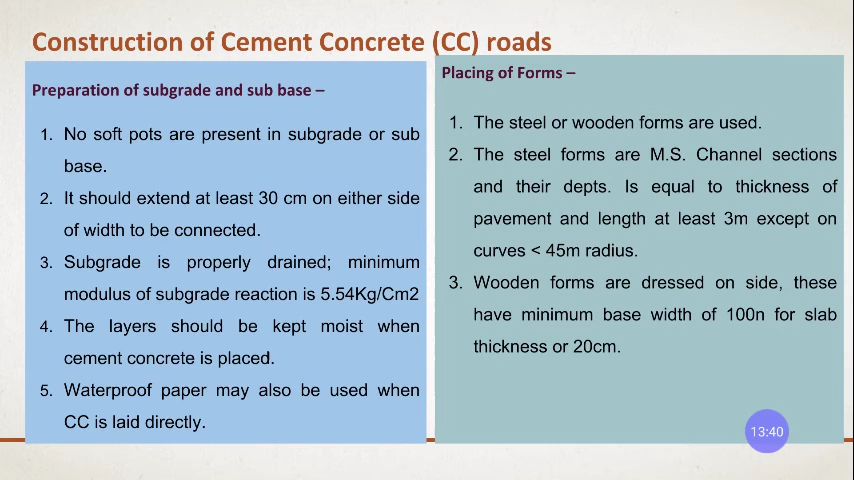 Construction of Cement Concrete (CC) roads
Preparation of subgrade and sub base –
1. No soft pots are present in subgrade or sub
base.
2. It should extend at least 30 cm on either side
of width to be connected.
3. Subgrade is properly drained; minimum
modulus of subgrade reaction is 5.54Kg/Cm2
4. The layers should be kept moist when
cement concrete is placed.
5. Waterproof paper may also be used when
CC is laid directly.
Placing of Forms –
1. The steel or wooden forms are used.
2. The steel forms are M.S. Channel sections
and their depts. Is equal to thickness of
pavement and length at least 3m except on
curves < 45m radius.
3. Wooden forms are dressed on side, these
have minimum base width of 100n for slab
thickness or 20cm.
13:40